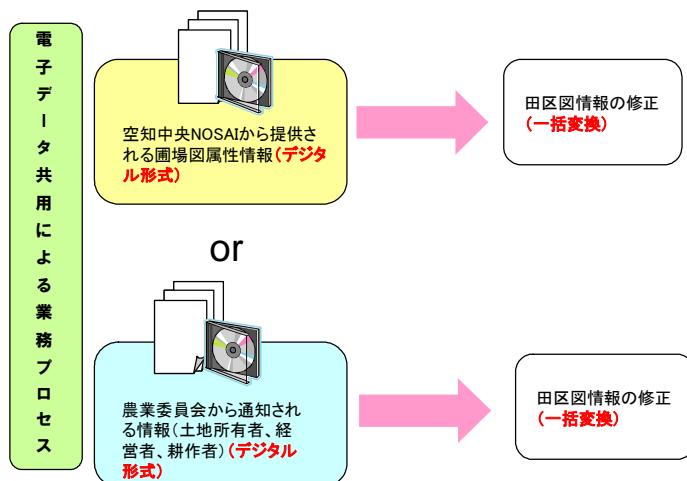 電子データ共用による業務プロセス
空知中央NOSAIから提供さ
れる圃場図属性情報(デジタ
ル形式)
田区図情報の修正
(一括変換)
or
農業委員会から通知され
る情報(土地所有者、経
営者、耕作者)(デジタル
形式)
田区図情報の修正
(一括変換)